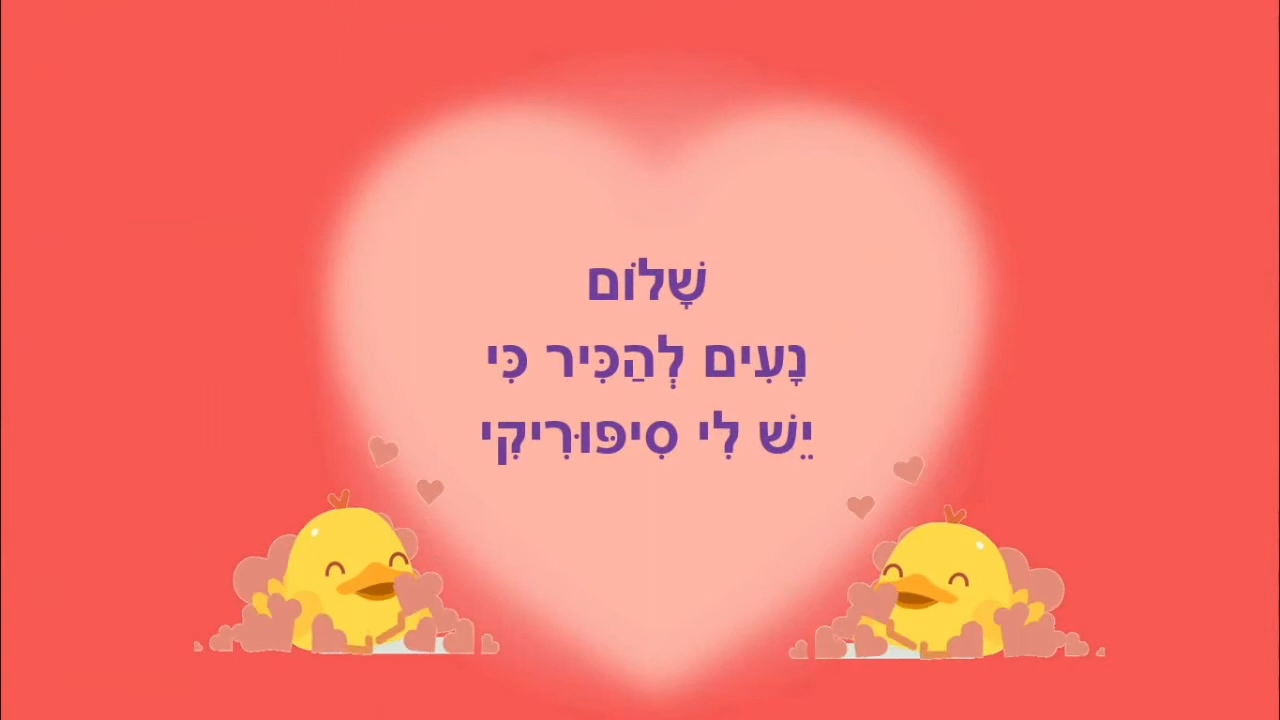 שָׁלוֹם
נָעִים לְהַכִּיר כִּי
יֵשׁ לִי סִיפּוּרִיקִי